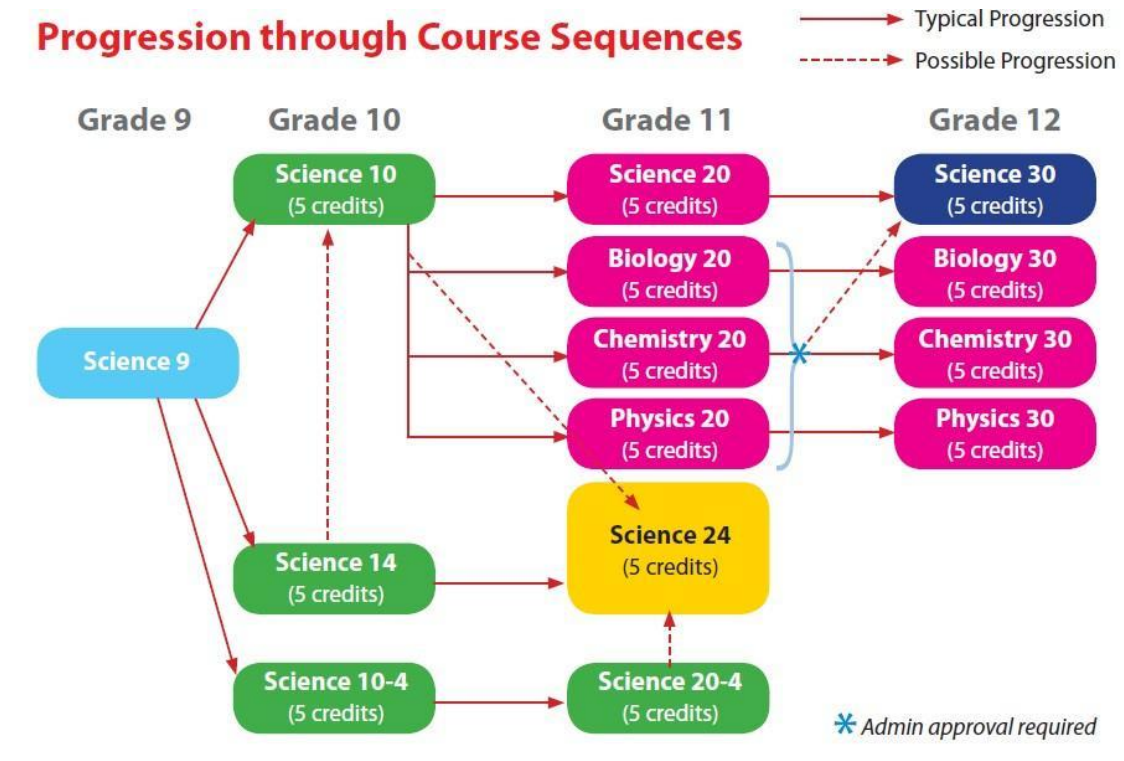 Progression through Course Sequences
Typical Progression
Possible Progression
Grade 9
Grade 10
Grade 11
Grade 12
Science 10
(5 credits)
Science 20
(5 credits)
Science 30
(5 credits)
Biology 20
(5 credits)
Biology 30
(5 credits)
Science 9
Chemistry 20
(5 credits)
Chemistry 30
(5 credits)
Physics 20
(5 credits)
Physics 30
(5 credits)
Science 24
(5 credits)
Science 14
(5 credits)
Science 10-4
(5 credits)
Science 20-4
(5 credits)
* Admin approval required